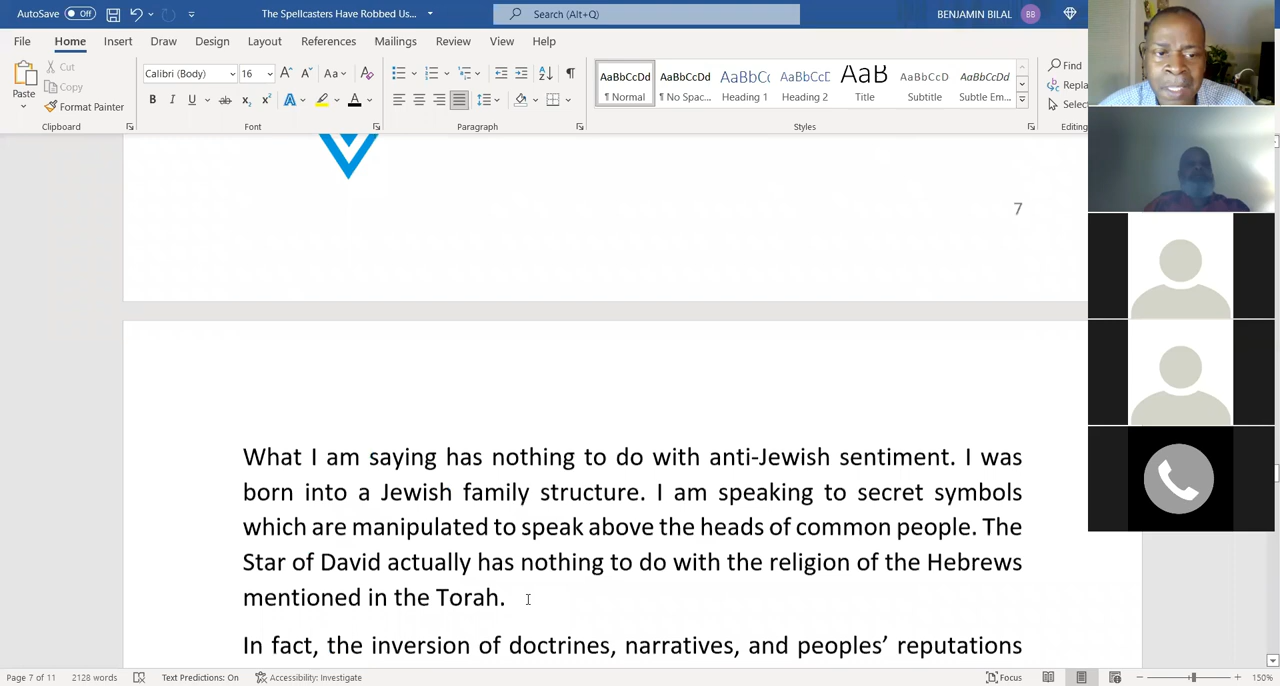 AutoSave Off
The Spellcasters Have Robbed Us...
Search (Alt+Q)
BENJAMIN BILAL BB
File Home Insert Draw Design Layout References Mailings Review View Help
Paste
Cut
Copy
Format Painter
Clipboard
Calibri (Body) 16
Font
Paragraph
AaBbCcDd AaBbCcDd AaBbCc AaBbCcE AaB AaBbCcD AaBbCcDd
¶ Normal ¶ No Spac... Heading 1 Heading 2 Title Subtitle Subtle Em...
Styles
Find
Repla
Selec
Editing
7
What I am saying has nothing to do with anti-Jewish sentiment. I was
born into a Jewish family structure. I am speaking to secret symbols
which are manipulated to speak above the heads of common people. The
Star of David actually has nothing to do with the religion of the Hebrews
mentioned in the Torah.
In fact, the inversion of doctrines, narratives, and peoples’ reputations
Page 7 of 11 2128 words Text Predictions: On Accessibility: Investigate Focus 150%